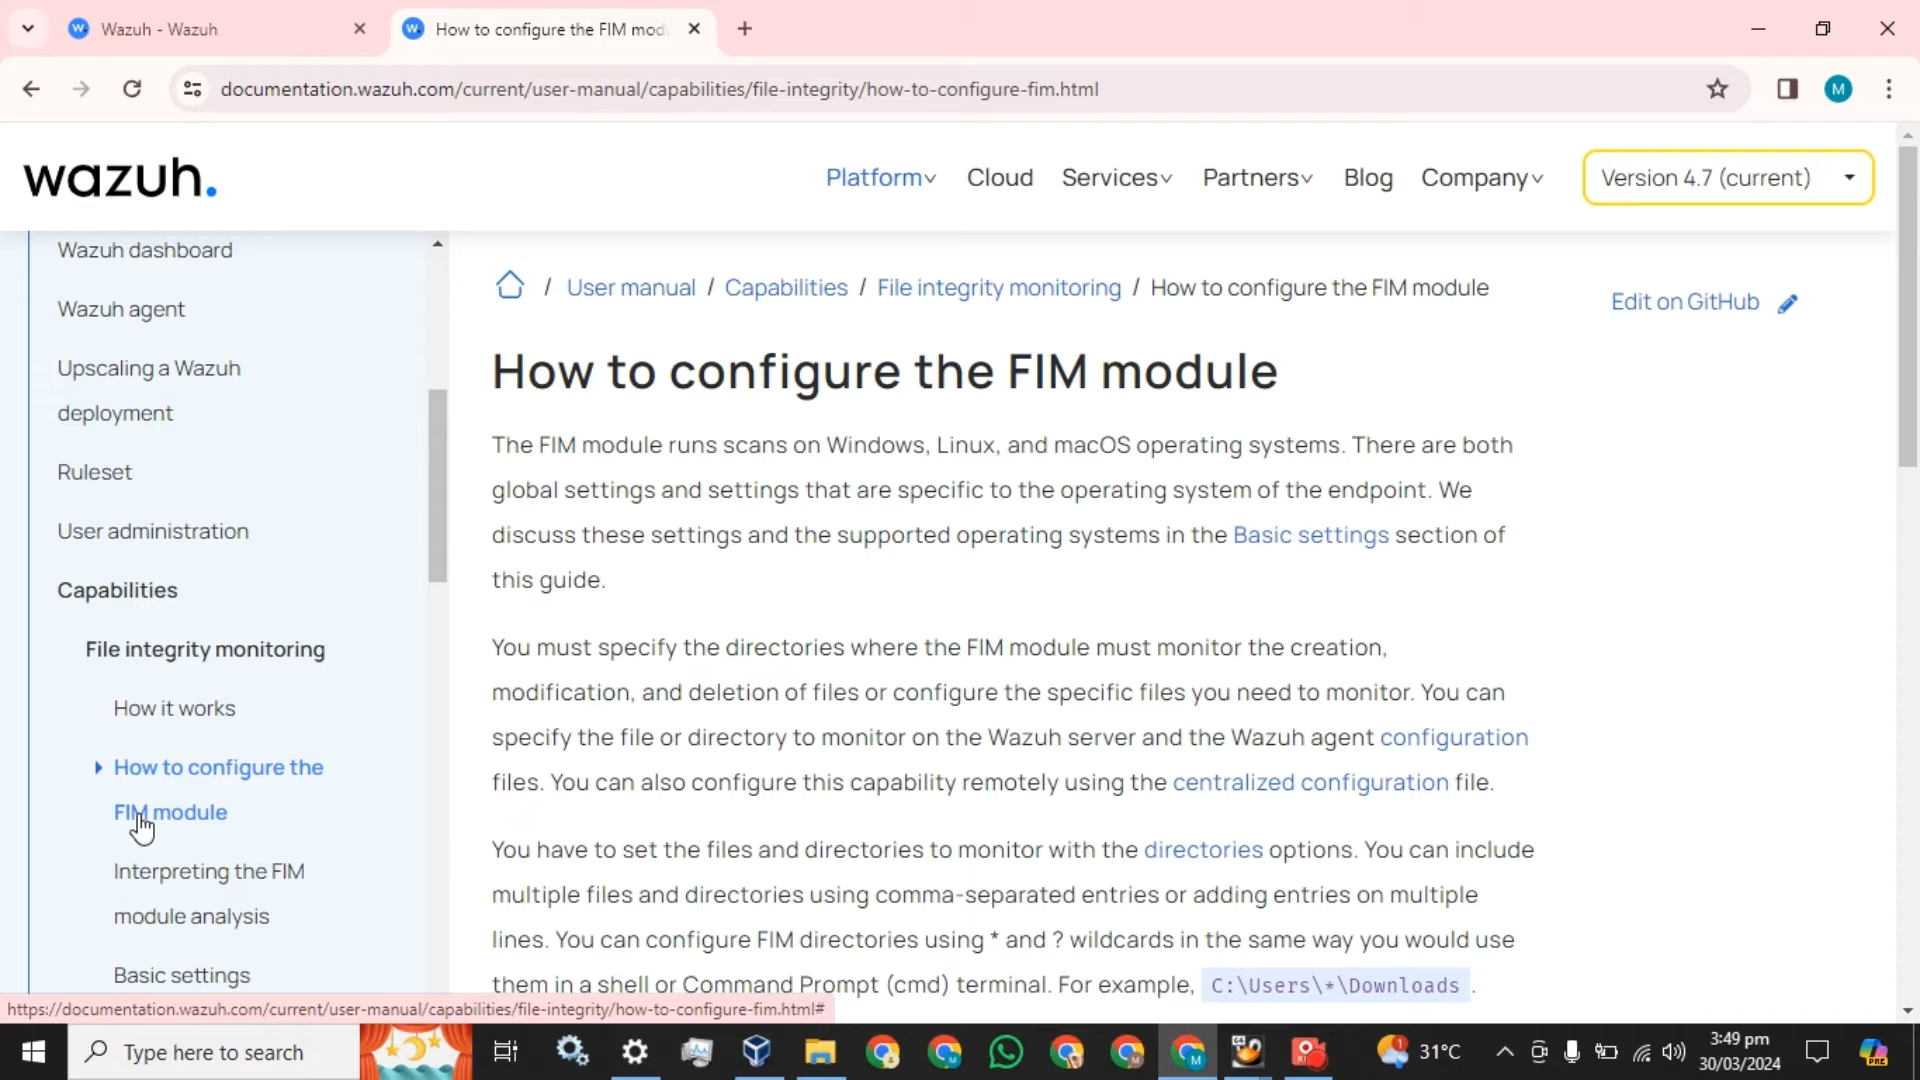 Wazuh - Wazuh
How to configure the FIM mod
documentation.wazuh.com/current/user-manual/capabilities/file-integrity/how-to-configure-fim.html
M
wazuh.
Platform
Cloud
Services
Partners
Blog
Company
Version 4.7 (current)
Wazuh dashboard
Wazuh agent
Upscaling a Wazuh
deployment
Ruleset
User administration
Capabilities
File integrity monitoring
How it works
How to configure the
FIM module
Interpreting the FIM
module analysis
Basic settings
/ User manual / Capabilities / File integrity monitoring / How to configure the FIM module
Edit on GitHub
How to configure the FIM module
The FIM module runs scans on Windows, Linux, and macOS operating systems. There are both
global settings and settings that are specific to the operating system of the endpoint. We
discuss these settings and the supported operating systems in the Basic settings section of
this guide.
You must specify the directories where the FIM module must monitor the creation,
modification, and deletion of files or configure the specific files you need to monitor. You can
specify the file or directory to monitor on the Wazuh server and the Wazuh agent configuration
files. You can also configure this capability remotely using the centralized configuration file.
You have to set the files and directories to monitor with the directories options. You can include
multiple files and directories using comma-separated entries or adding entries on multiple
lines. You can configure FIM directories using * and ? wildcards in the same way you would use
them in a shell or Command Prompt (cmd) terminal. For example, C:\Users\*\Downloads .
https://documentation.wazuh.com/current/user-manual/capabilities/file-integrity/how-to-configure-fim.html#
Type here to search
31°C
3:49 pm
30/03/2024